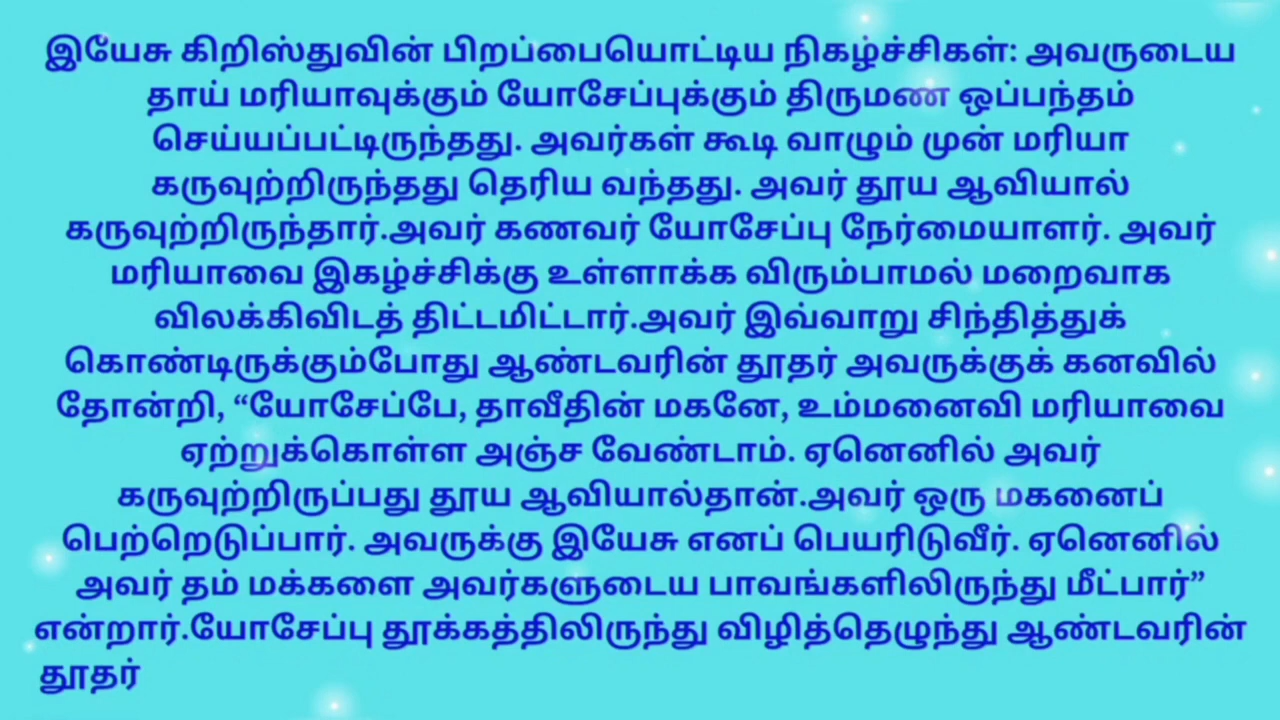 இயேசு கிறிஸ்துவின் பிறப்பையொட்டிய நிகழ்ச்சிகள்: அவருடைய
தாய் மரியாவுக்கும் யோசேப்புக்கும் திருமண ஒப்பந்தம்
செய்யப்பட்டிருந்தது. அவர்கள் கூடி வாழும் முன் மரியா
கருவுற்றிருந்தது தெரிய வந்தது. அவர் தூய ஆவியால்
கருவுற்றிருந்தார்.அவர் கணவர் யோசேப்பு நேர்மையாளர். அவர்
மரியாவை இகழ்ச்சிக்கு உள்ளாக்க விரும்பாமல் மறைவாக
விலக்கிவிடத் திட்டமிட்டார்.அவர் இவ்வாறு சிந்தித்துக்
கொண்டிருக்கும்போது ஆண்டவரின் தூதர் அவருக்குக் கனவில்
தோன்றி, “யோசேப்பே, தாவீதின் மகனே, உம்மனைவி மரியாவை
ஏற்றுக்கொள்ள அஞ்ச வேண்டாம். ஏனெனில் அவர்
கருவுற்றிருப்பது தூய ஆவியால்தான்.அவர் ஒரு மகனைப்
பெற்றெடுப்பார். அவருக்கு இயேசு எனப் பெயரிடுவீர். ஏனெனில்
அவர் தம் மக்களை அவர்களுடைய பாவங்களிலிருந்து மீட்பார்”
என்றார்.யோசேப்பு தூக்கத்திலிருந்து விழித்தெழுந்து ஆண்டவரின்
தூதர்